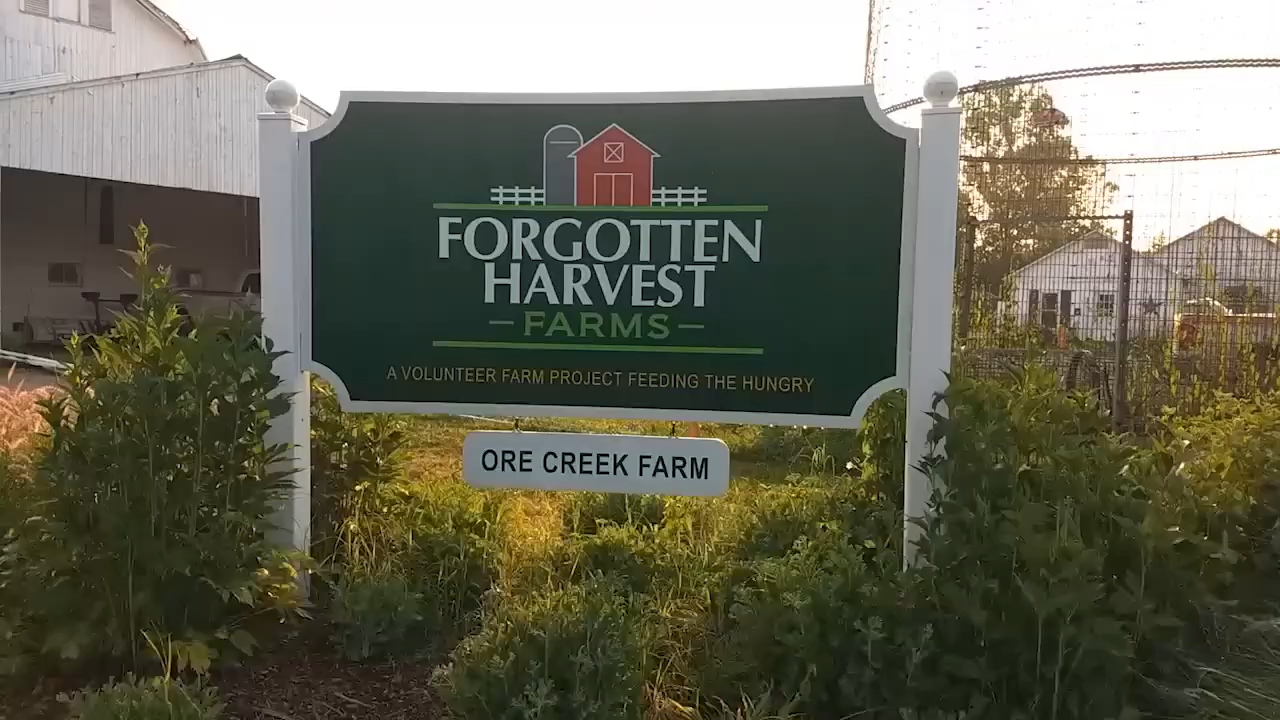 FORGOTTEN
HARVEST
FARMS
A VOLUNTEER FARM PROJECT FEEDING THE HUNGRY
ORE CREEK FARM